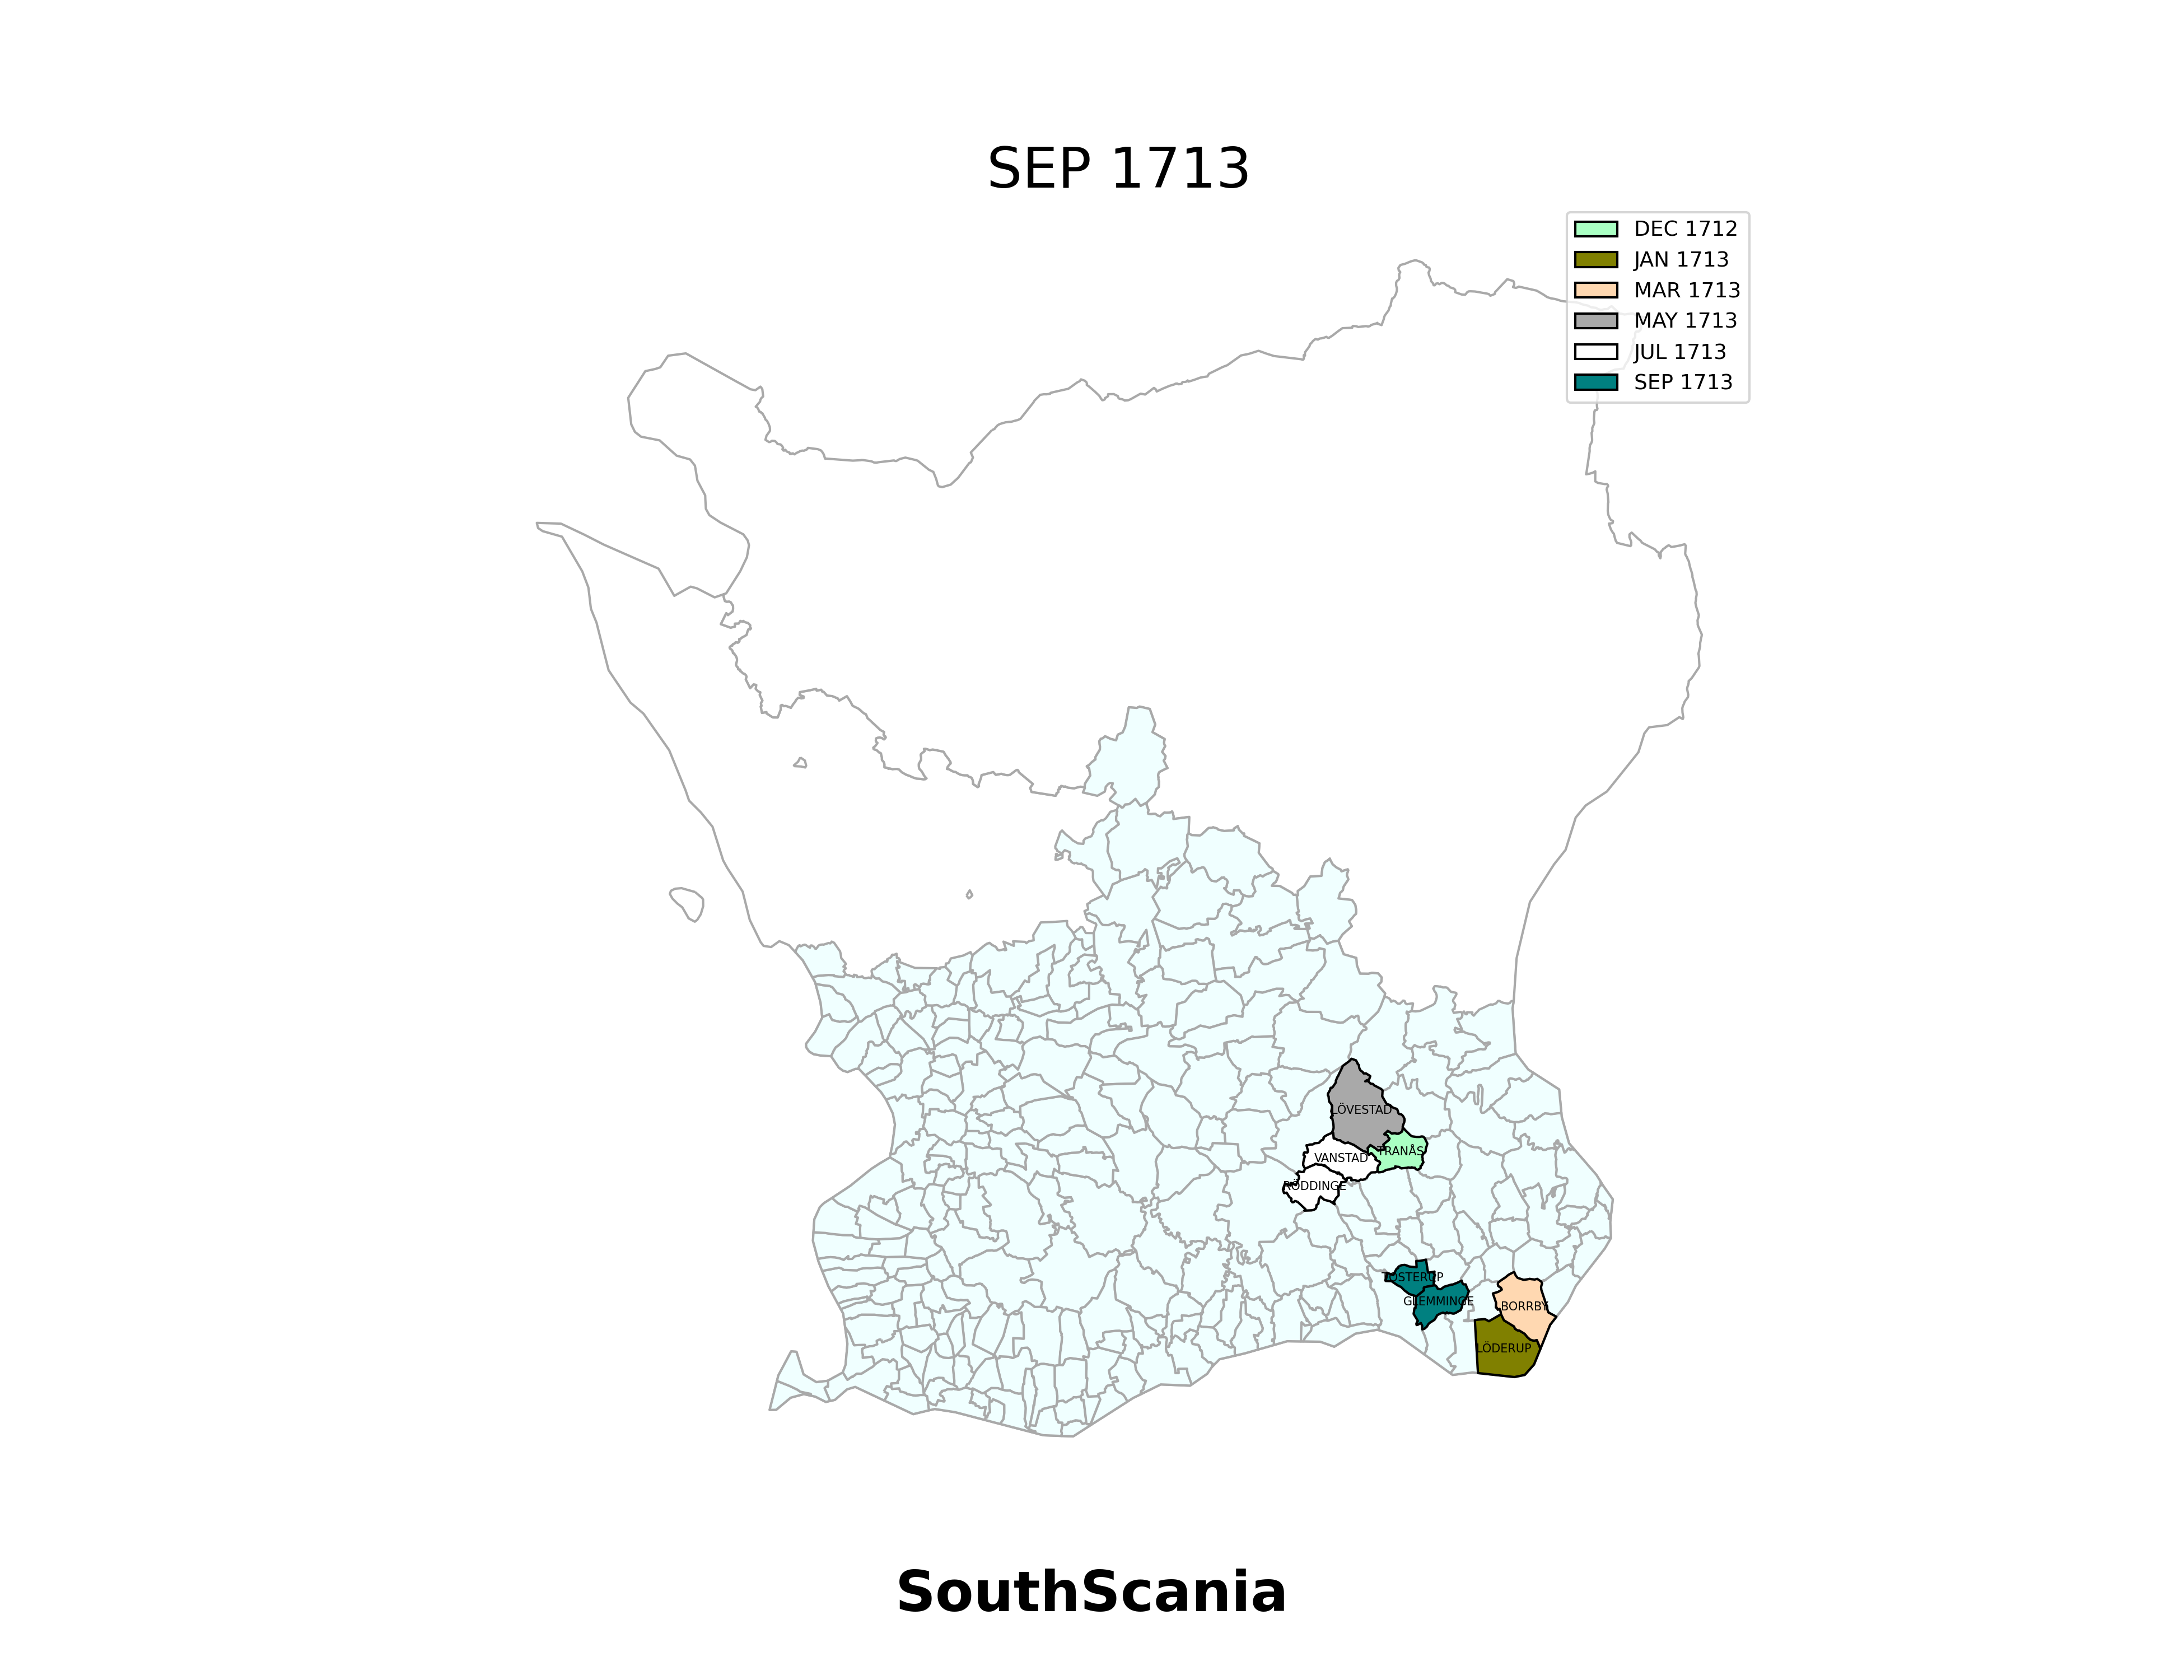 SEP 1713
DEC 1712
JAN 1713
MAR 1713
MAY 1713
JUL 1713
SEP 1713
LÖVESTAD
TRANÅS
VANSTAD
RÖDDINGE
TOSTERUP
GLEMMINGE
BORRBY
LÖDERUP
SouthScania